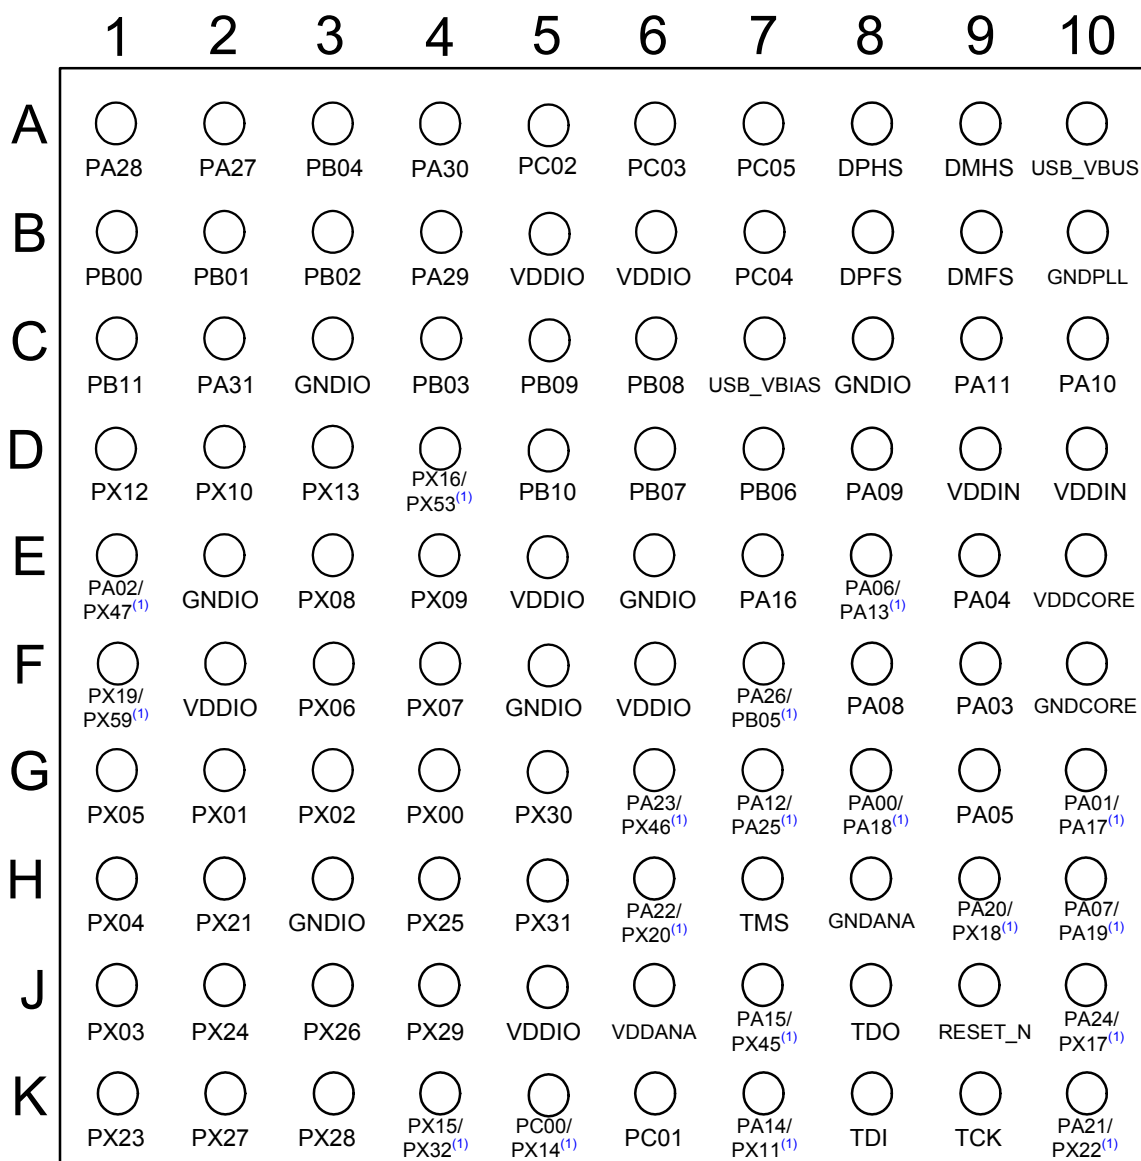 1 2 3 4 5 6 7 8 9 10
A
PA28 PA27 PB04 PA30 PC02 PC03 PC05 DPHS DMHS USB_VBUS
B
PB00 PB01 PB02 PA29 VDDIO VDDIO PC04 DPFS DMFS GNDPLL
C
PB11 PA31 GNDIO PB03 PB09 PB08 USB_VBIAS GNDIO PA11 PA10
D
PX12 PX10 PX13 PX16/ PX53(1) PB10 PB07 PB06 PA09 VDDIN VDDIN
E
PA02/ PX47(1) GNDIO PX08 PX09 VDDIO GNDIO PA16 PA06/ PA13(1) PA04 VDDCORE
F
PX19/ PX59(1) VDDIO PX06 PX07 GNDIO VDDIO PA26/ PB05(1) PA08 PA03 GNDCORE
G
PX05 PX01 PX02 PX00 PX30 PA23/ PX46(1) PA12/ PA25(1) PA00/ PA18(1) PA05 PA01/ PA17(1)
H
PX04 PX21 GNDIO PX25 PX31 PA22/ PX20(1) TMS GNDANA PA20/ PX18(1) PA07/ PA19(1)
J
PX03 PX24 PX26 PX29 VDDIO VDDANA PA15/ PX45(1) TDO RESET_N PA24/ PX17(1)
K
PX23 PX27 PX28 PX15/ PX32(1) PC00/ PX14(1) PC01 PA14/ PX11(1) TDI TCK PA21/ PX22(1)